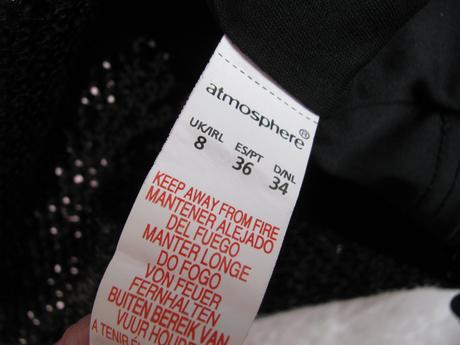 atmosphere®
UK/IRL ES/PT D/NL
8 36 34
KEEP AWAY FROM FIRE
MANTENER ALEJADO
DEL FUEGO
MANTER LONGE
DO FOGO
VON FEUER
FERNHALTEN
BUITEN BEREIK VAN
VUUR HOUDEN
A TENIR